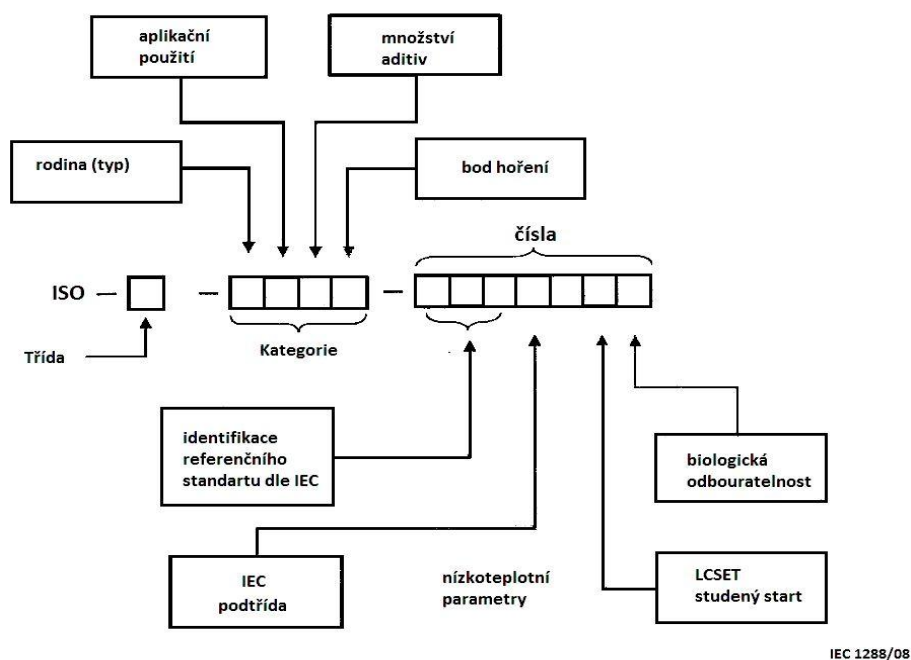 aplikační
použití
množství
aditiv
rodina (typ)
bod hoření
čísla
ISO
Kategorie
Třída
identifikace
referenčního
standartu dle IEC
biologická
odbouratelnost
IEC
podtřída
nízkoteplotní
parametry
LCSET
studený start
IEC 1288/08